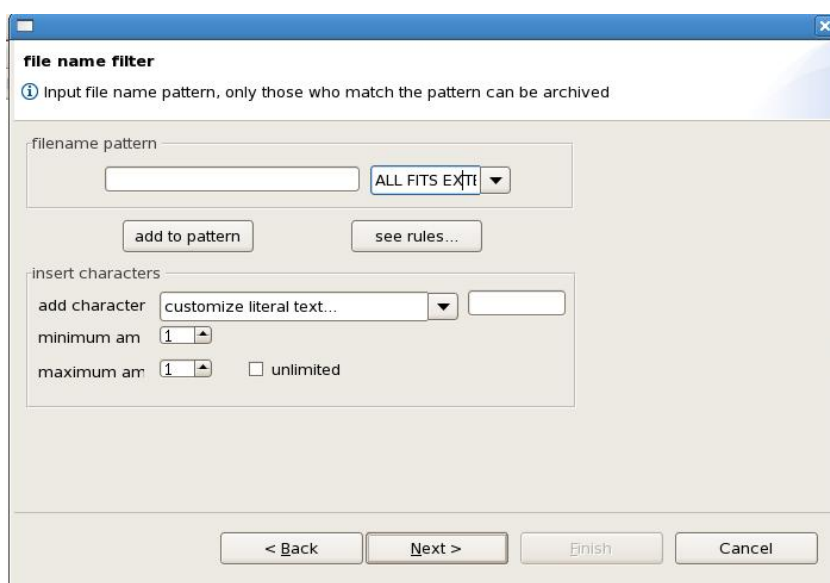 file name filter
Input file name pattern, only those who match the pattern can be archived
filename pattern
ALL FITS EXTE
add to pattern see rules...
insert characters
add character customize literal text...
minimum am 1
maximum am 1 unlimited
< Back Next > Finish Cancel